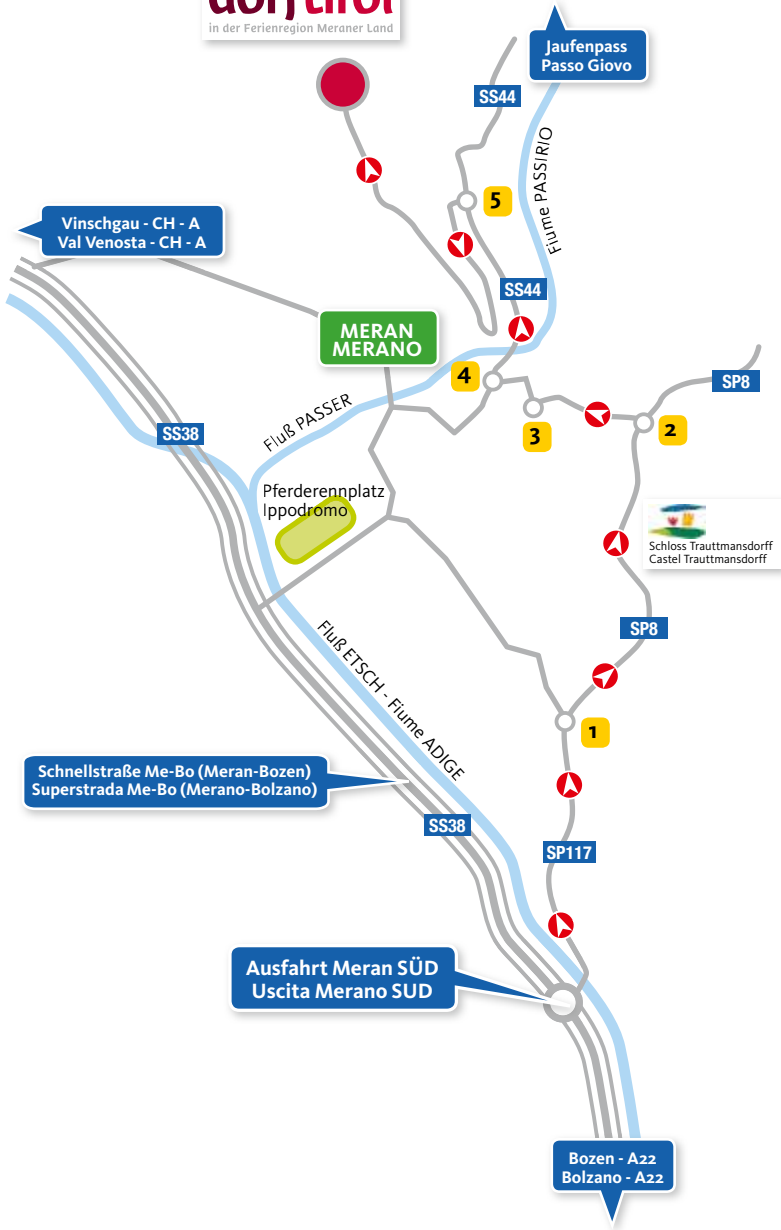 dorf tirol
in der Ferienregion Meraner Land
Jaufenpass
Passo Giovo
SS44
5
Fiume PASSIRIO
Vinschgau - CH - A
Val Venosta - CH - A
SS44
MERAN
MERANO
4
SP8
Fluß PASSER
3
2
SS38
Pferderennplatz
Ippodromo
Schloss Trauttmansdorff
Castel Trauttmansdorff
SP8
Fluß ETSCH - Fiume ADIGE
1
Schnellstraße Me-Bo (Meran-Bozen)
Superstrada Me-Bo (Merano-Bolzano)
SS38
SP117
Ausfahrt Meran SÜD
Uscita Merano SUD
Bozen - A22
Bolzano - A22